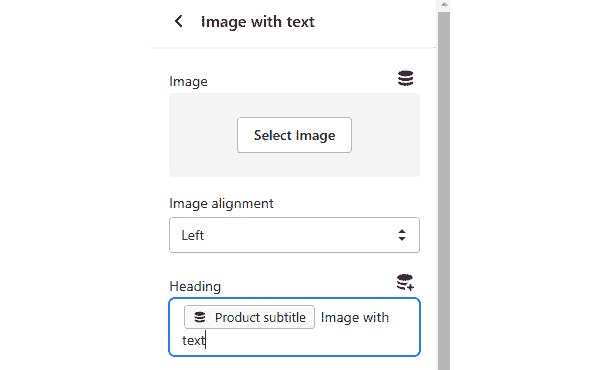 Image with text
Image
Select Image
Image alignment
Left
Heading
Product subtitle Image with
text